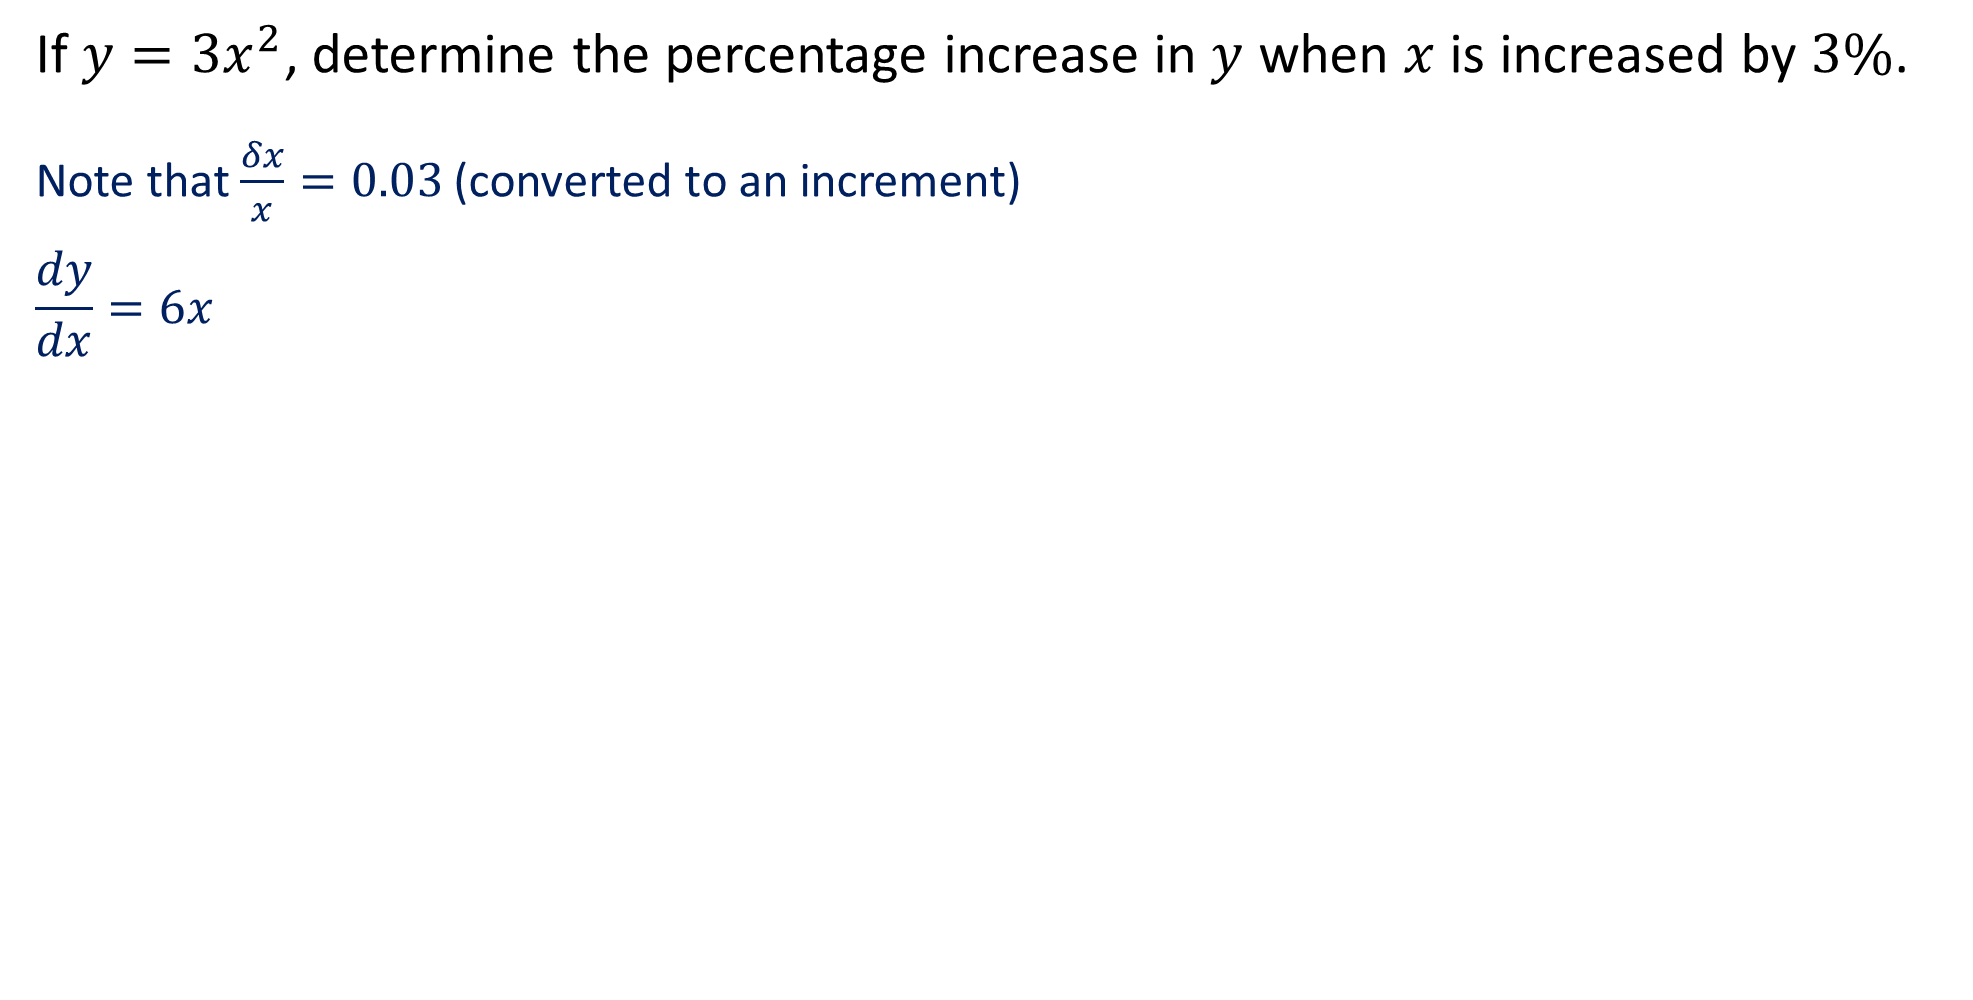 If y = 3x², determine the percentage increase in y when x is increased by 3%.
Note that δx/x = 0.03 (converted to an increment)
dy/dx = 6x